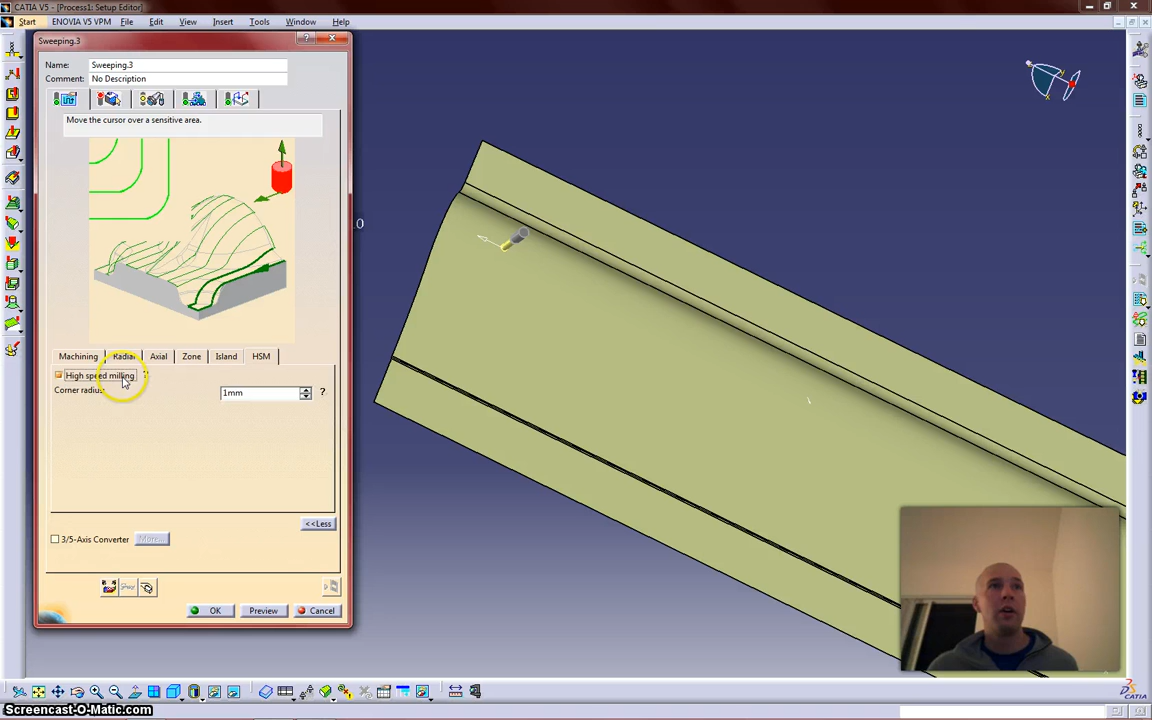 CATIA V5 - [Process1: Setup Editor]
Start ENOVIA V5 VPM File Edit View Insert Tools Window Help
Sweeping.3
Name: Sweeping.3
Comment: No Description
Move the cursor over a sensitive area.
.0
Machining Radial Axial Zone Island HSM
High speed milling ?
Corner radius: 1mm ?
<<Less
3/5-Axis Converter More...
OK Preview Cancel
Screencast-O-Matic.com